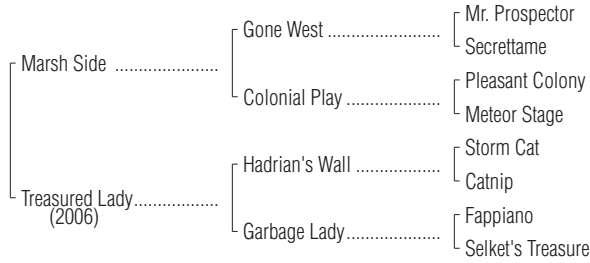 Mr. Prospector
Gone West ........................
Secrettame
Marsh Side ......................
Pleasant Colony
Colonial Play ....................
Meteor Stage
Storm Cat
Hadrian's Wall ..................
Catnip
Treasured Lady..................
(2006)
Fappiano
Garbage Lady....................
Selket's Treasure